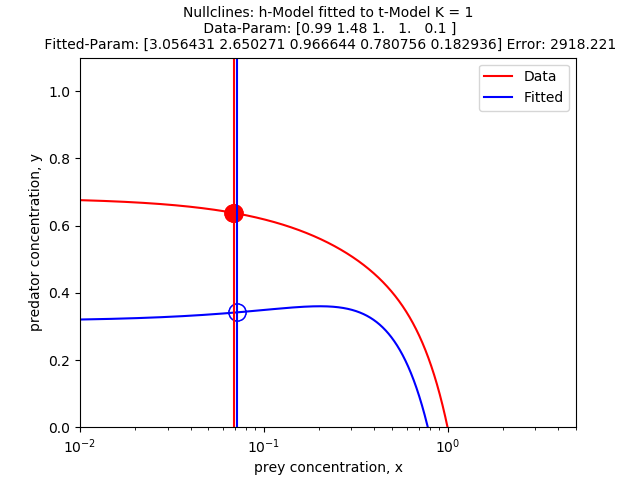 Nullclines: h-Model fitted to t-Model K = 1
Data-Param: [0.99 1.48 1.   1.   0.1 ]
Fitted-Param: [3.056431 2.650271 0.966644 0.780756 0.182936] Error: 2918.221
Data
Fitted
predator concentration, y
1.0
0.8
0.6
0.4
0.2
0.0
10⁻² 10⁻¹ 10⁰
prey concentration, x